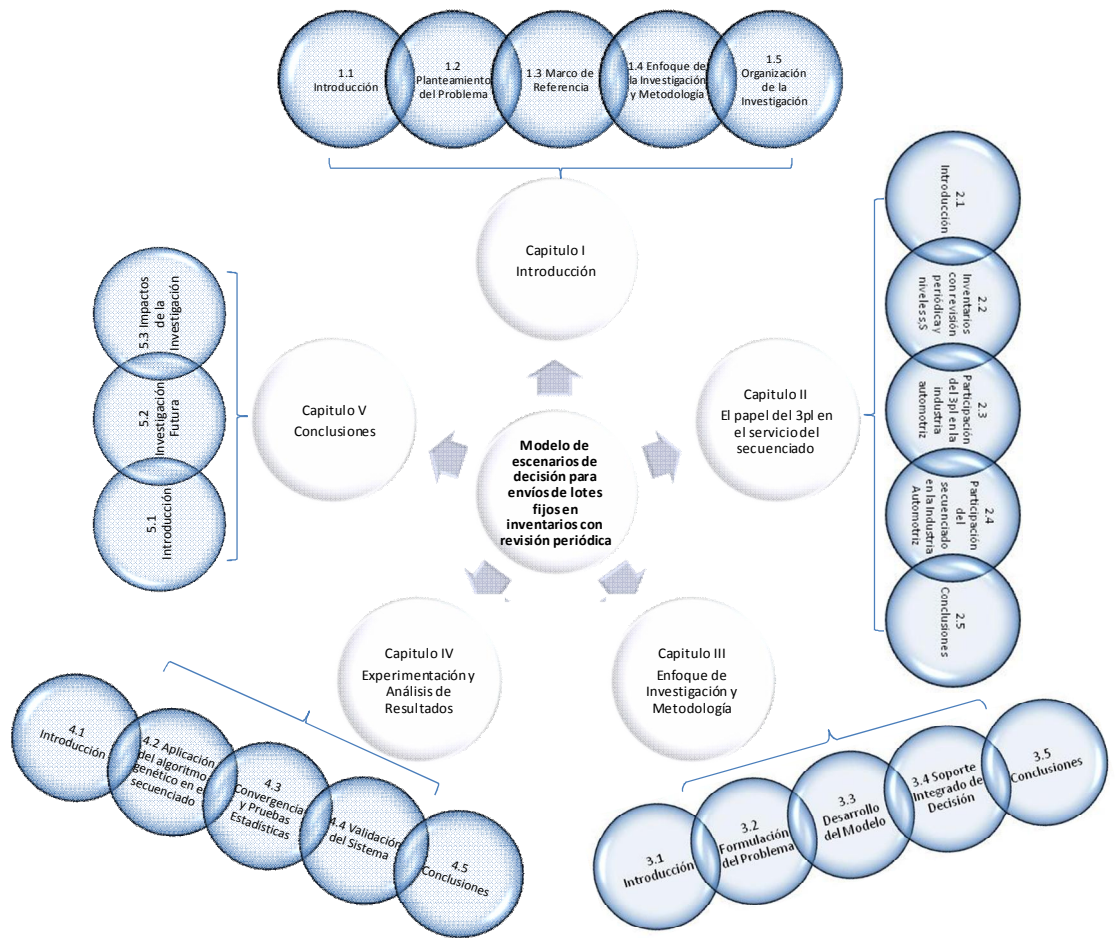 1.1
Introducción
1.2
Planteamiento
del Problema
1.3 Marco de
Referencia
1.4 Enfoque de
la Investigación
y Metodología
1.5
Organización
de la
Investigación
Capitulo I
Introducción
2.1
Introducción
2.2
Inventarios
con revisión
periódica y
niveles s,S
2.3
Participación
del 3pl en la
industria
automotriz
2.4
Participación
del
secuenciado
en la Industria
Automotriz
2.5
Conclusiones
Capitulo II
El papel del 3pl en
el servicio del
secuenciado
Modelo de
escenarios de
decisión para
envíos de lotes
fijos en
inventarios con
revisión periódica
Capitulo V
Conclusiones
5.3 Impactos
de la
Investigación
5.2
Investigación
Futura
5.1
Introducción
Capitulo IV
Experimentación y
Análisis de
Resultados
4.1
Introducción
4.2 Aplicación
del algoritmo
genético en el
secuenciado
4.3
Convergencia
y Pruebas
Estadísticas
4.4 Validación
del Sistema
4.5
Conclusiones
Capitulo III
Enfoque de
Investigación y
Metodología
3.1
Introducción
3.2
Formulación
del Problema
3.3
Desarrollo
del Modelo
3.4 Soporte
Integrado de
Decisión
3.5
Conclusiones